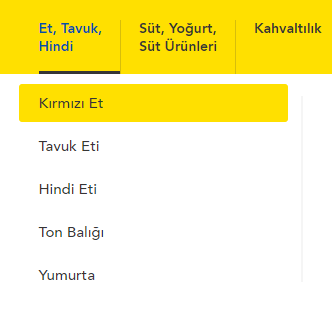 Et, Tavuk,
Hindi
Süt, Yoğurt,
Süt Ürünleri
Kahvaltılık
Kırmızı Et
Tavuk Eti
Hindi Eti
Ton Balığı
Yumurta